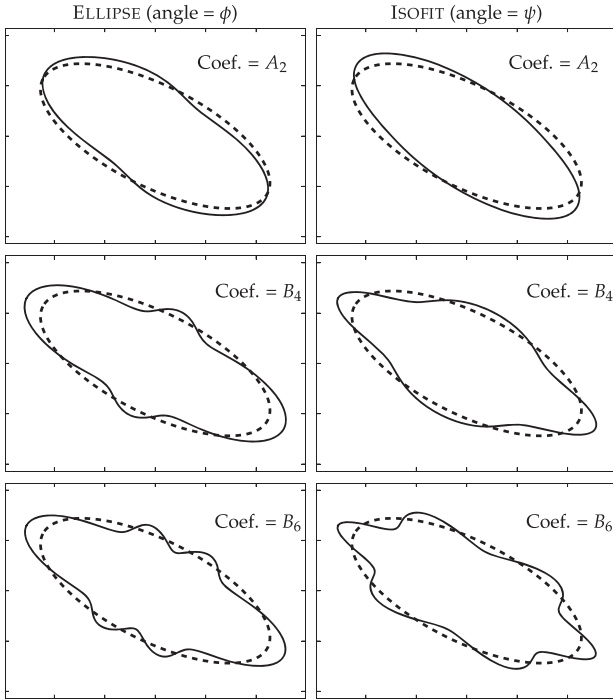 ELLIPSE (angle = ϕ)
ISOFIT (angle = ψ)
Coef. = A₂
Coef. = A₂
Coef. = B₄
Coef. = B₄
Coef. = B₆
Coef. = B₆